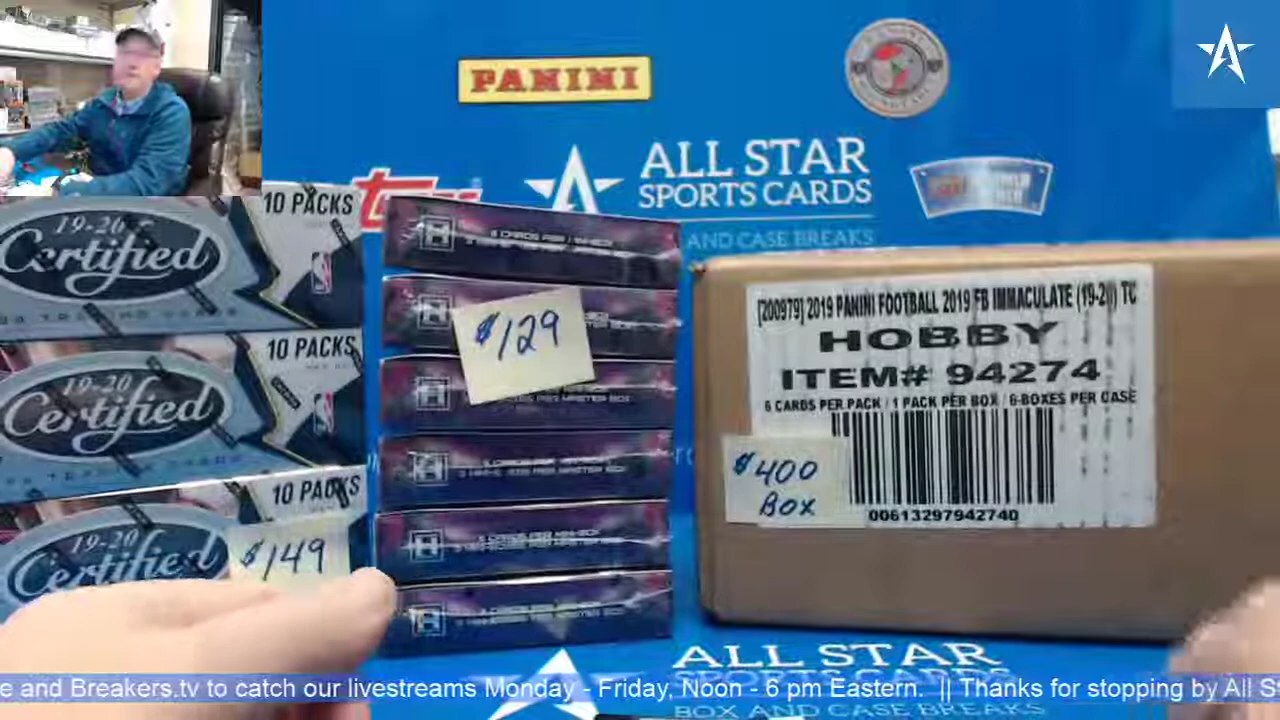 PANINI
ALL STAR
SPORTS CARDS
AND CASE BREAKS
10 PACKS
19-20
Certified
10 PACKS
19-20
Certified
10 PACKS
19-20
Certified
$149
H
H
$129
H
H
H
H
[200979] 2019 PANINI FOOTBALL 2019 FB IMMACULATE (19-20) TC
HOBBY
ITEM# 94274
6 CARDS PER PACK / 1 PACK PER BOX / 6-BOXES PER CASE
00613297942740
$400
BOX
ALL STAR
SPORTS CARDS
BOX AND CASE BREAKS
e and Breakers.tv to catch our livestreams Monday - Friday, Noon - 6 pm Eastern. || Thanks for stopping by All S